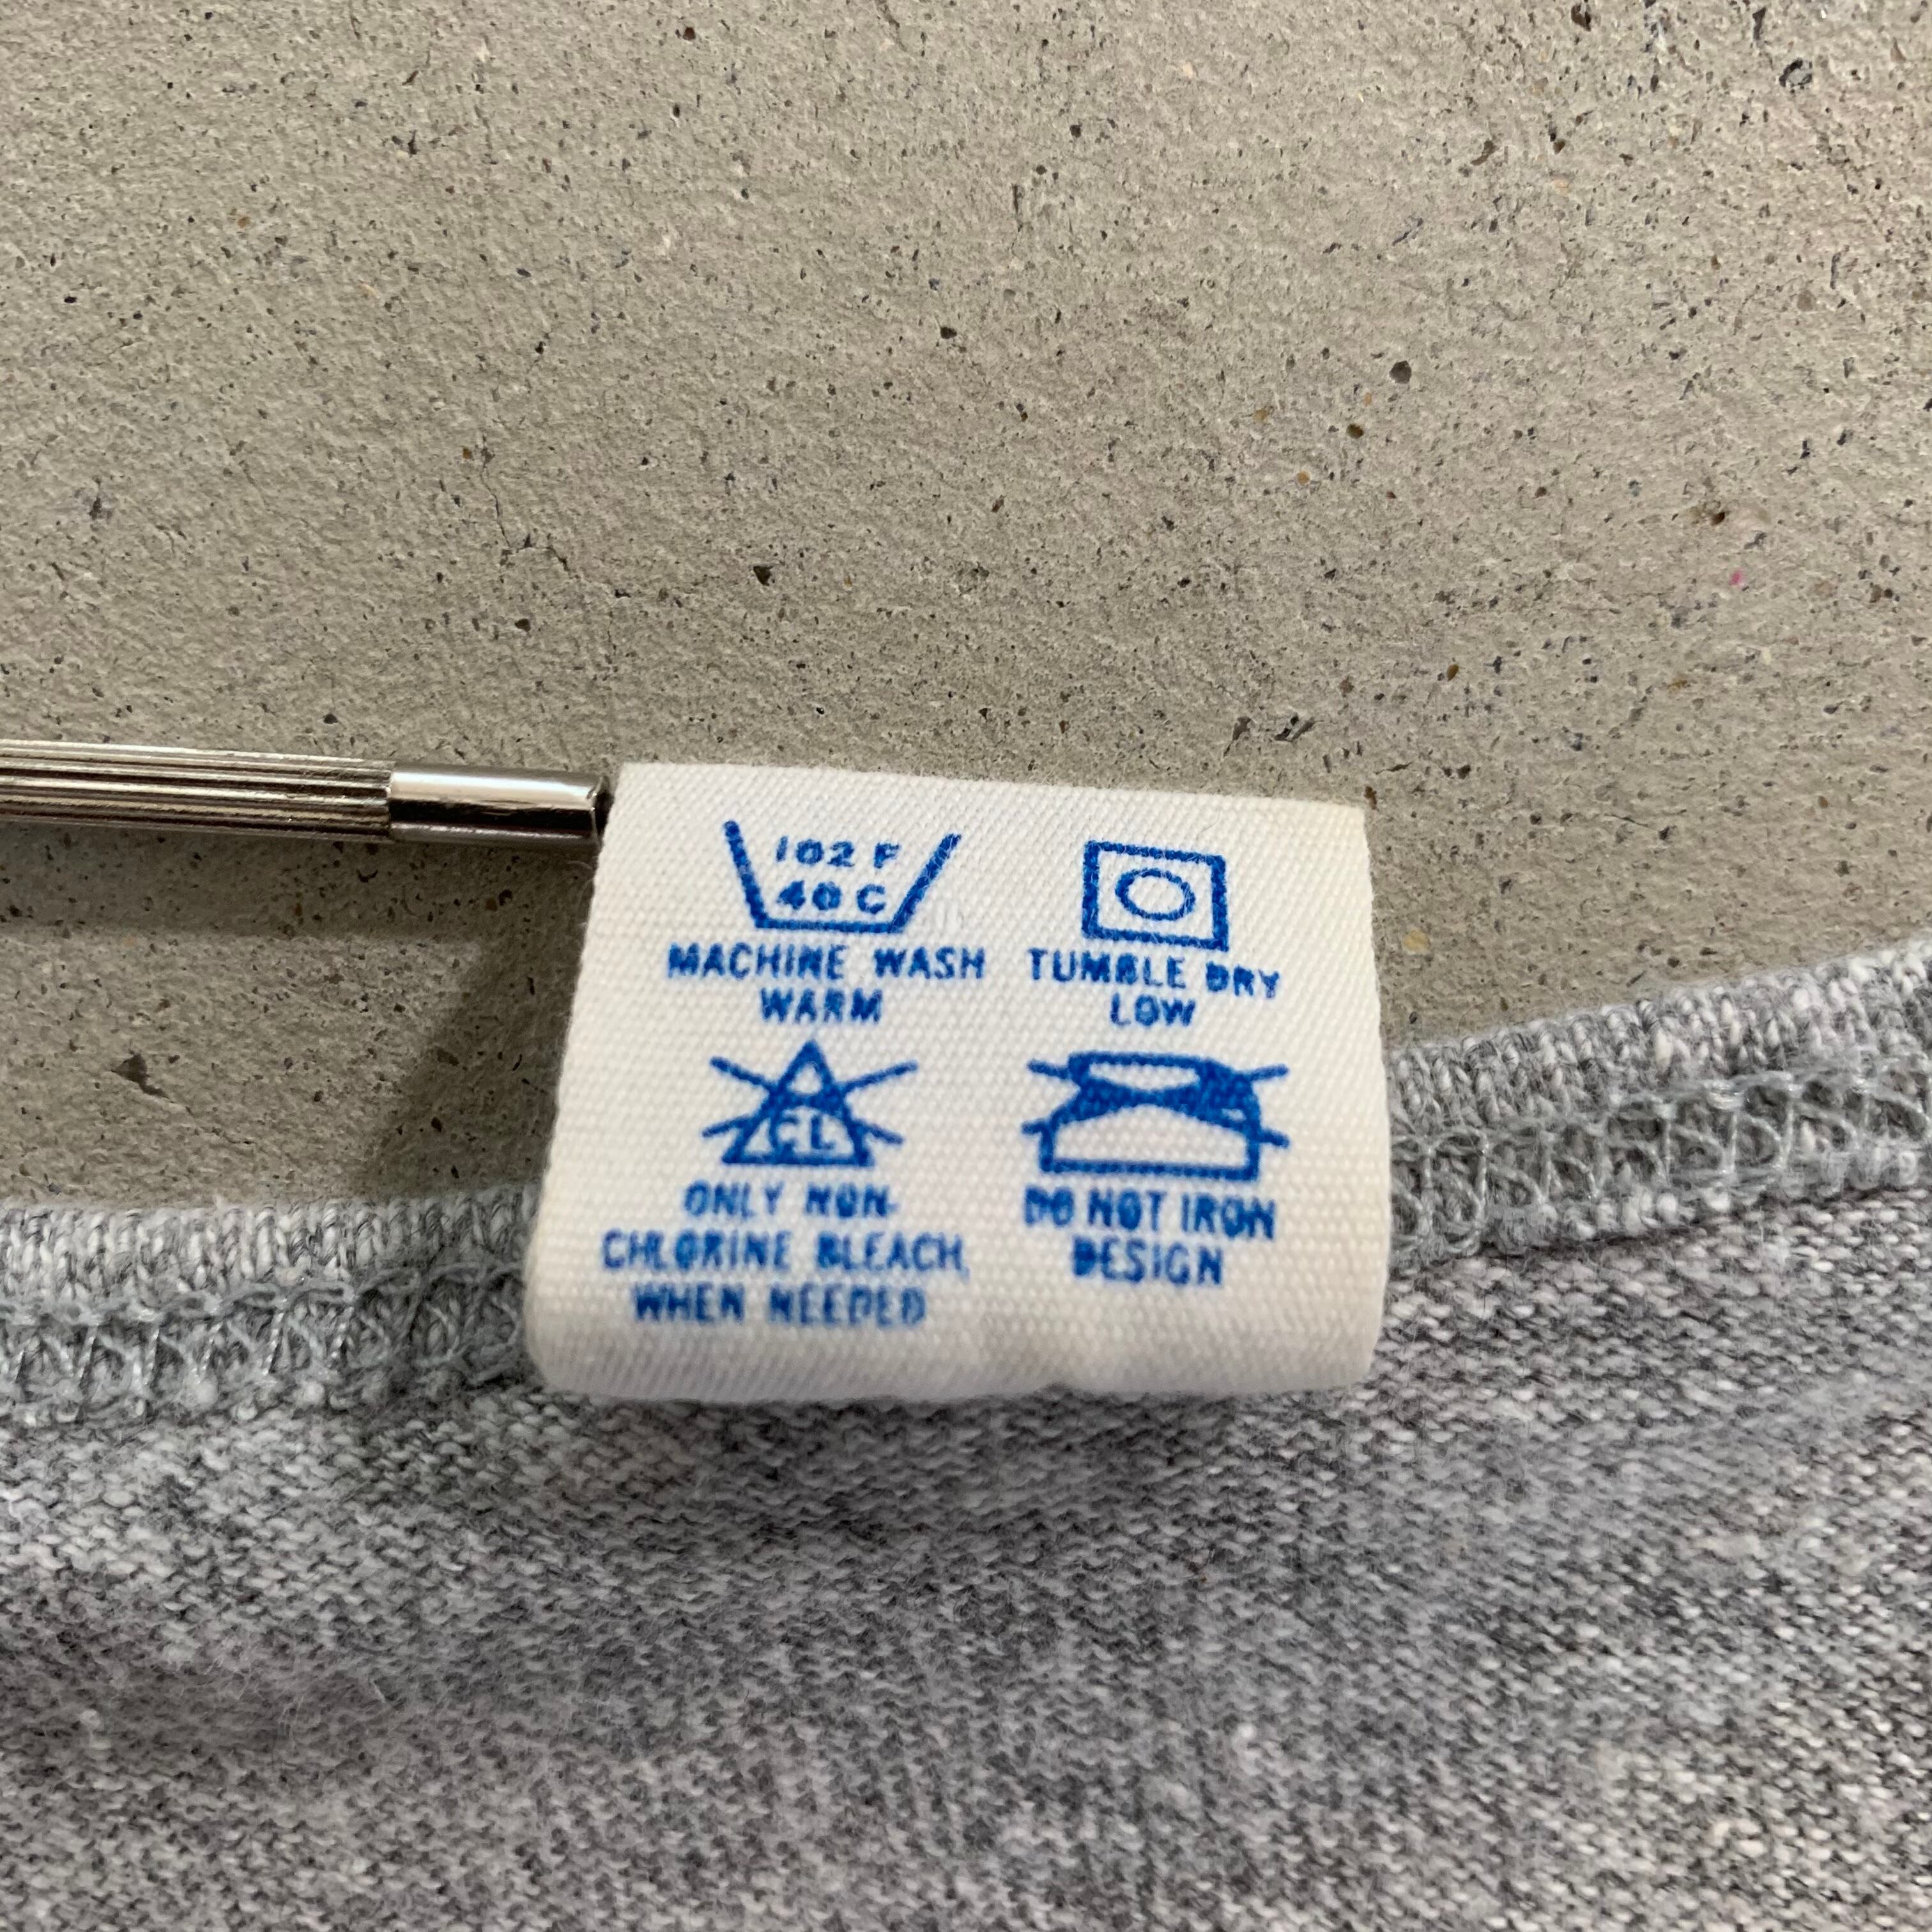 102 F
40 C
MACHINE WASH
WARM
TUMBLE DRY
LOW
CL
ONLY NON-
CHLORINE BLEACH,
WHEN NEEDED
DO NOT IRON
DESIGN